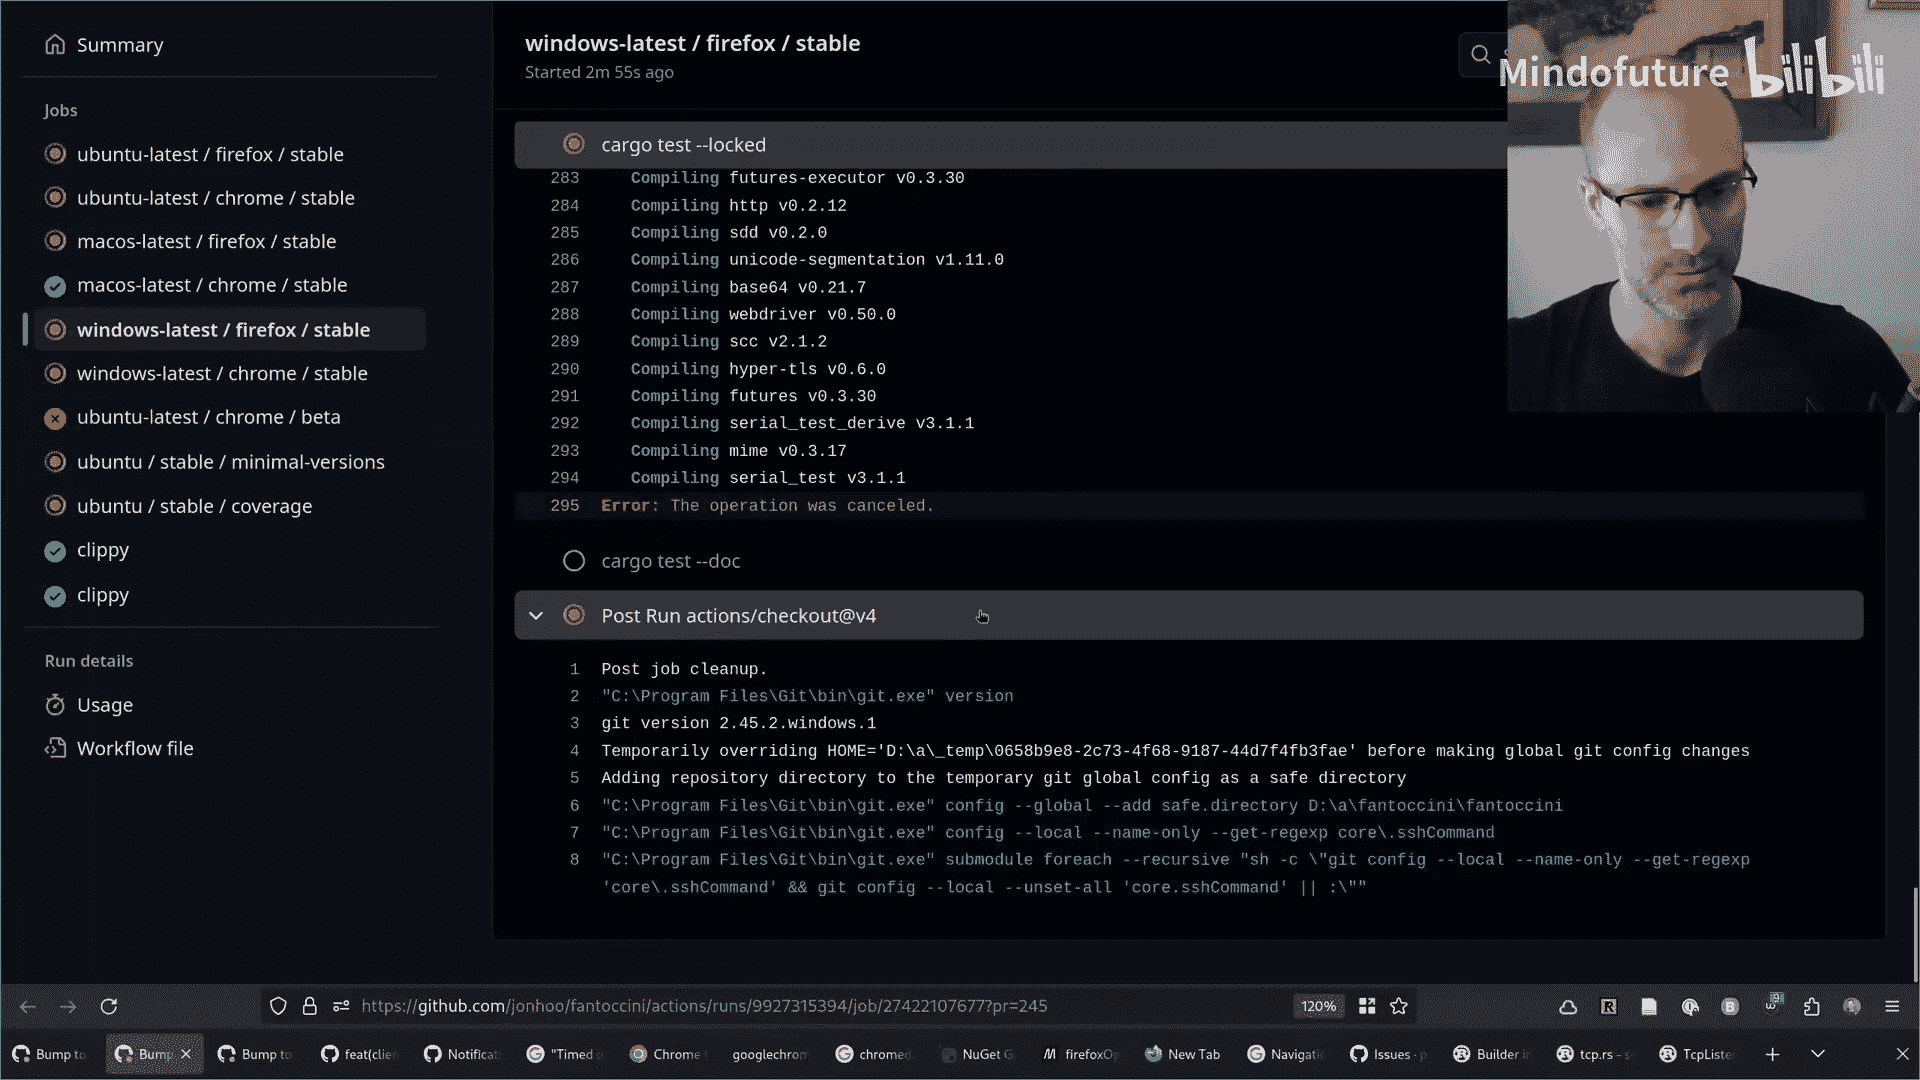 Summary
Jobs
ubuntu-latest / firefox / stable
ubuntu-latest / chrome / stable
macos-latest / firefox / stable
macos-latest / chrome / stable
windows-latest / firefox / stable
windows-latest / chrome / stable
ubuntu-latest / chrome / beta
ubuntu / stable / minimal-versions
ubuntu / stable / coverage
clippy
clippy
Run details
Usage
Workflow file
windows-latest / firefox / stable
Started 2m 55s ago
Mindofuture bilibili
cargo test --locked
283 Compiling futures-executor v0.3.30
284 Compiling http v0.2.12
285 Compiling sdd v0.2.0
286 Compiling unicode-segmentation v1.11.0
287 Compiling base64 v0.21.7
288 Compiling webdriver v0.50.0
289 Compiling scc v2.1.2
290 Compiling hyper-tls v0.6.0
291 Compiling futures v0.3.30
292 Compiling serial_test_derive v3.1.1
293 Compiling mime v0.3.17
294 Compiling serial_test v3.1.1
295 Error: The operation was canceled.
cargo test --doc
Post Run actions/checkout@v4
1 Post job cleanup.
2 "C:\Program Files\Git\bin\git.exe" version
3 git version 2.45.2.windows.1
4 Temporarily overriding HOME='D:\a\_temp\0658b9e8-2c73-4f68-9187-44d7f4fb3fae' before making global git config changes
5 Adding repository directory to the temporary git global config as a safe directory
6 "C:\Program Files\Git\bin\git.exe" config --global --add safe.directory D:\a\fantoccini\fantoccini
7 "C:\Program Files\Git\bin\git.exe" config --local --name-only --get-regexp core\.sshCommand
8 "C:\Program Files\Git\bin\git.exe" submodule foreach --recursive "sh -c \"git config --local --name-only --get-regexp
'core\.sshCommand' && git config --local --unset-all 'core.sshCommand' || :\""
https://github.com/jonhoo/fantoccini/actions/runs/9927315394/job/27422107677?pr=245
120%
Bump to
Bump
Bump to
feat(clien
Notificat
"Timed
Chrome
googlechrom
chromed
NuGet G
firefoxOp
New Tab
Navigati
Issues ·
Builder in
tcp.rs - s
TcpListe